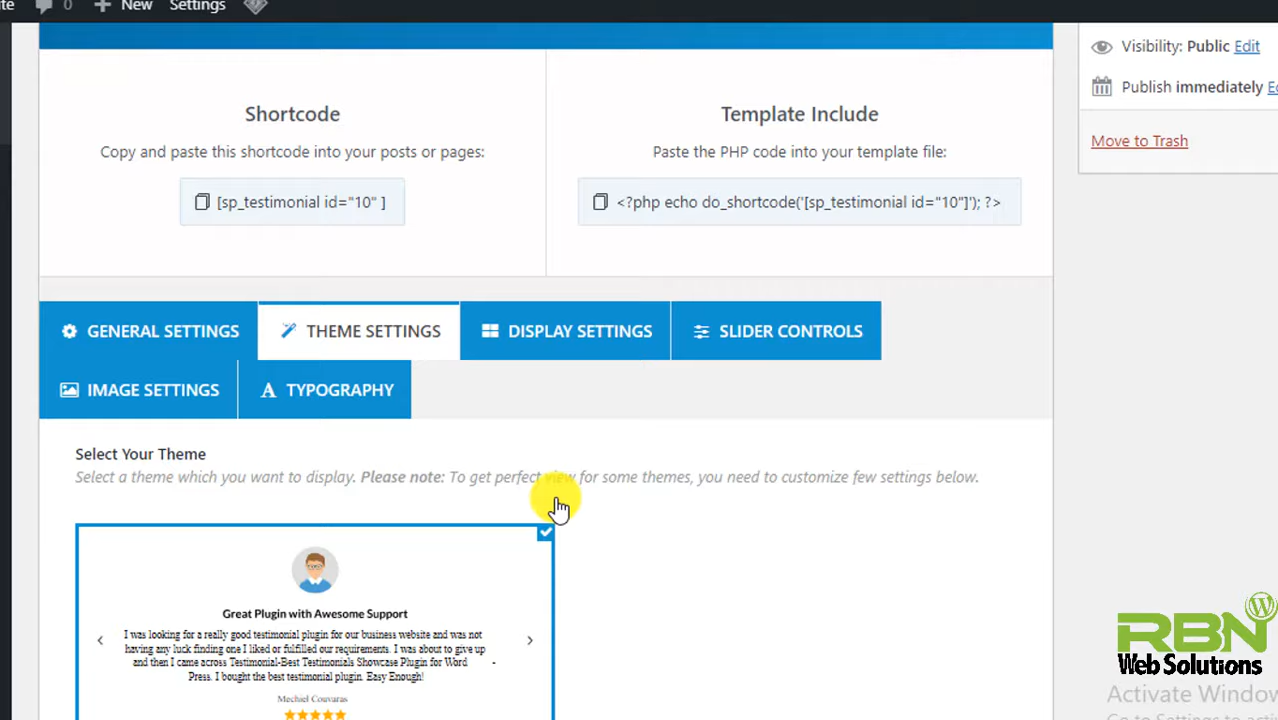 0 New Settings
Visibility: Public Edit
Publish immediately
Move to Trash
Shortcode
Copy and paste this shortcode into your posts or pages:
[sp_testimonial id="10" ]
Template Include
Paste the PHP code into your template file:
<?php echo do_shortcode('[sp_testimonial id="10"]'); ?>
GENERAL SETTINGS
THEME SETTINGS
DISPLAY SETTINGS
SLIDER CONTROLS
IMAGE SETTINGS
TYPOGRAPHY
Select Your Theme
Select a theme which you want to display. Please note: To get perfect view for some themes, you need to customize few settings below.
Great Plugin with Awesome Support
I was looking for a really good testimonial plugin for our business website and was not
having any luck finding one I liked or fulfilled our requirements. I was about to give up
and then I came across Testimonial-Best Testimonials Showcase Plugin for Word -
Press. I bought the best testimonial plugin. Easy Enough!
Mechiel Couvaras
RBN
Web Solutions
Activate Window